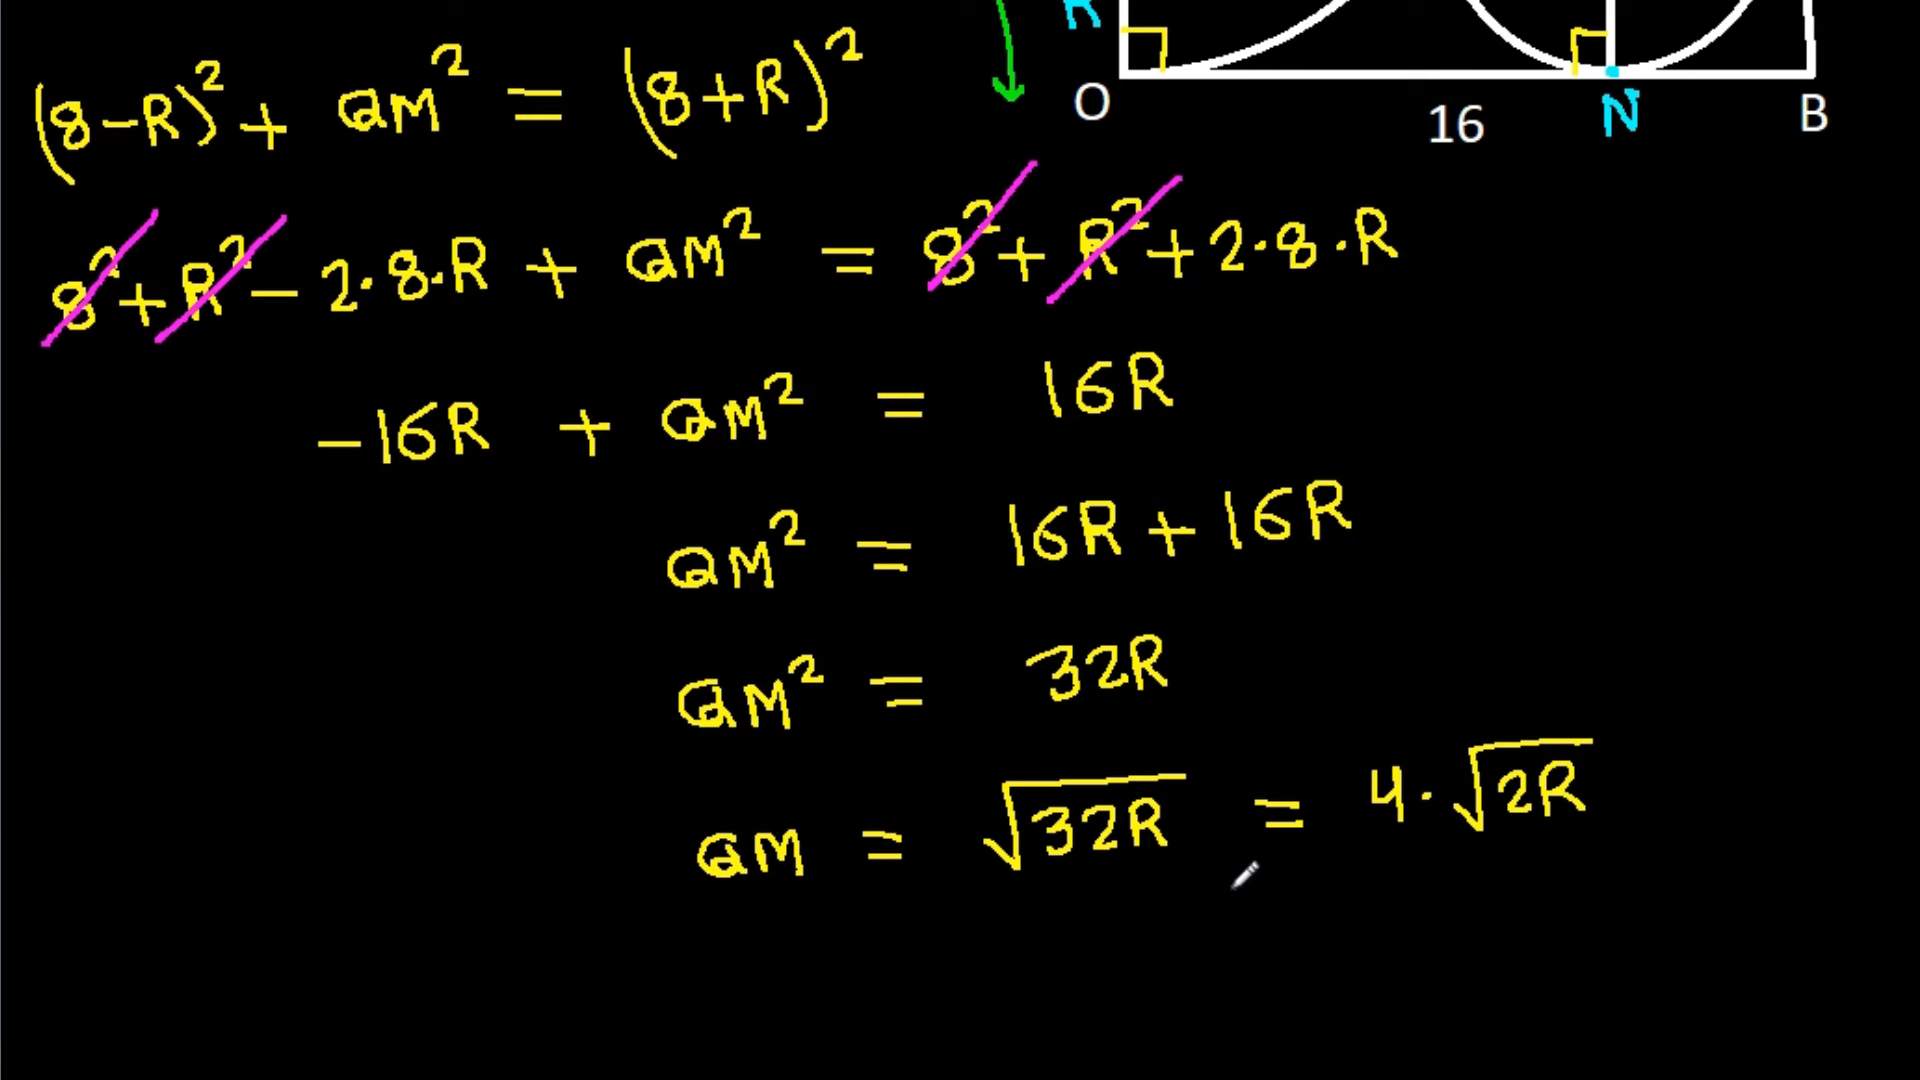 R
O 16 N B
(8-R)² + QM² = (8+R)²
8² + R² - 2·8·R + QM² = 8² + R² + 2·8·R
-16R + QM² = 16R
QM² = 16R + 16R
QM² = 32R
QM = √32R = 4·√2R